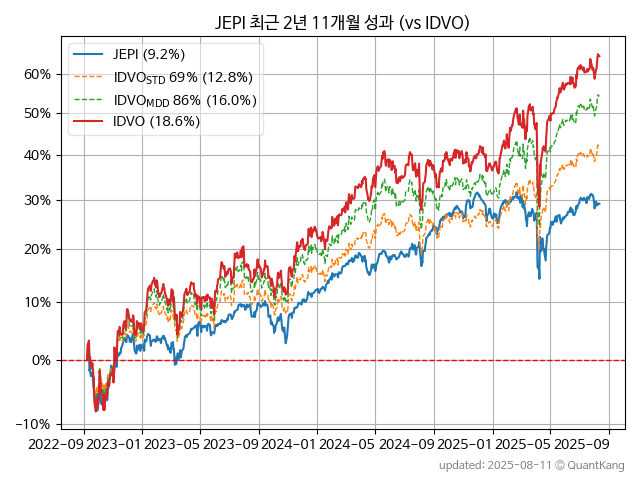 JEPI 최근 2년 11개월 성과 (vs IDVO)
JEPI (9.2%)
IDVO_STD 69% (12.8%)
IDVO_MDD 86% (16.0%)
IDVO (18.6%)
60%
50%
40%
30%
20%
10%
0%
−10%
2022-09 2023-01 2023-05 2023-09 2024-01 2024-05 2024-09 2025-01 2025-05 2025-09
updated: 2025-08-11 © QuantKang